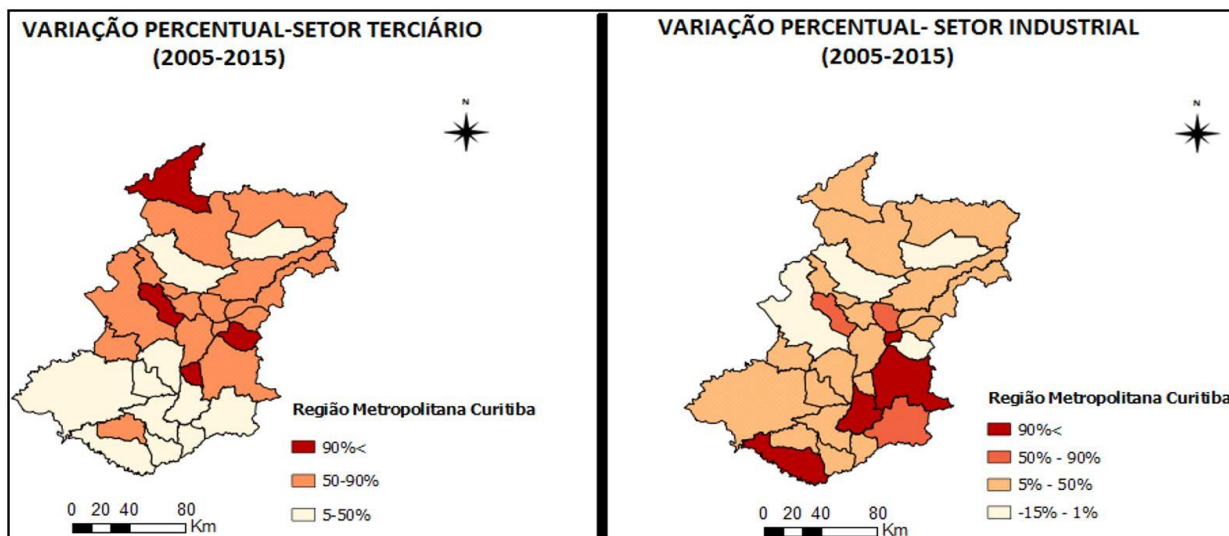 VARIAÇÃO PERCENTUAL-SETOR TERCIÁRIO
(2005-2015)
N
Região Metropolitana Curitiba
90%<
50-90%
5-50%
0 20 40 80
Km
VARIAÇÃO PERCENTUAL- SETOR INDUSTRIAL
(2005-2015)
N
Região Metropolitana Curitiba
90%<
50% - 90%
5% - 50%
-15% - 1%
0 20 40 80
Km